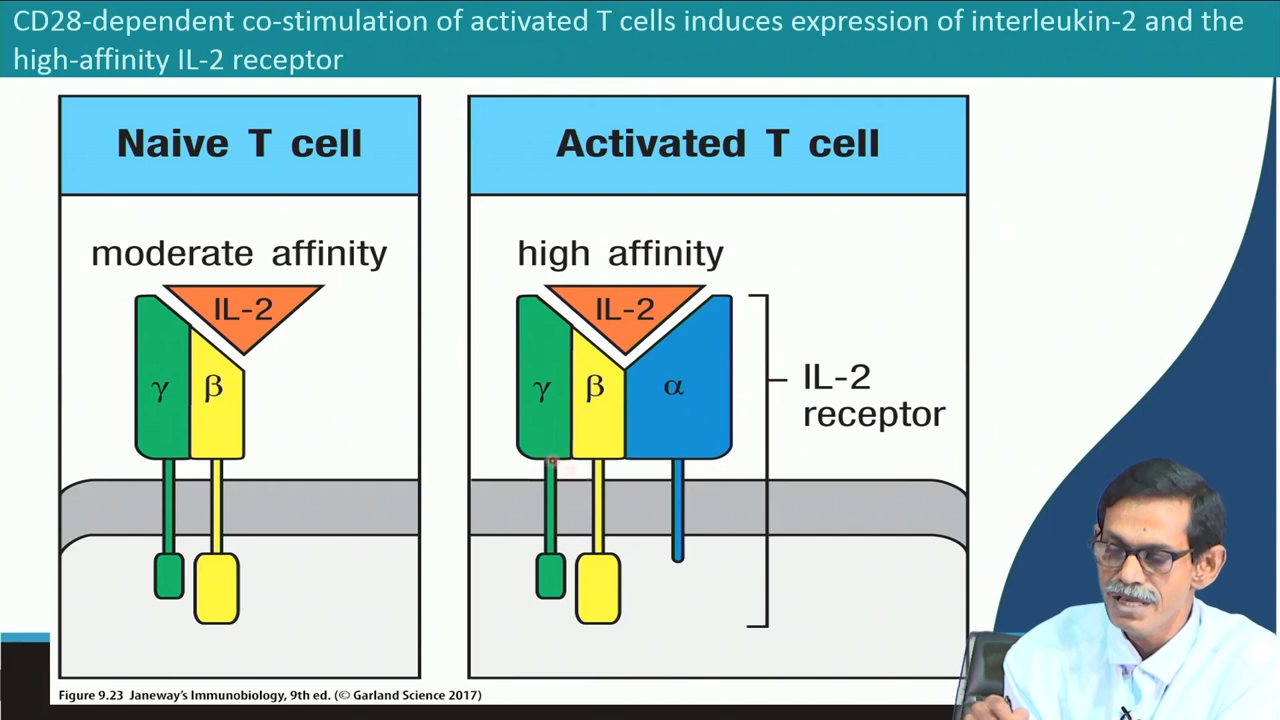 CD28-dependent co-stimulation of activated T cells induces expression of interleukin-2 and the
high-affinity IL-2 receptor
Naive T cell
moderate affinity
IL-2
γ
β
Activated T cell
high affinity
IL-2
γ
β
α
IL-2
receptor
Figure 9.23 Janeway's Immunobiology, 9th ed. (© Garland Science 2017)